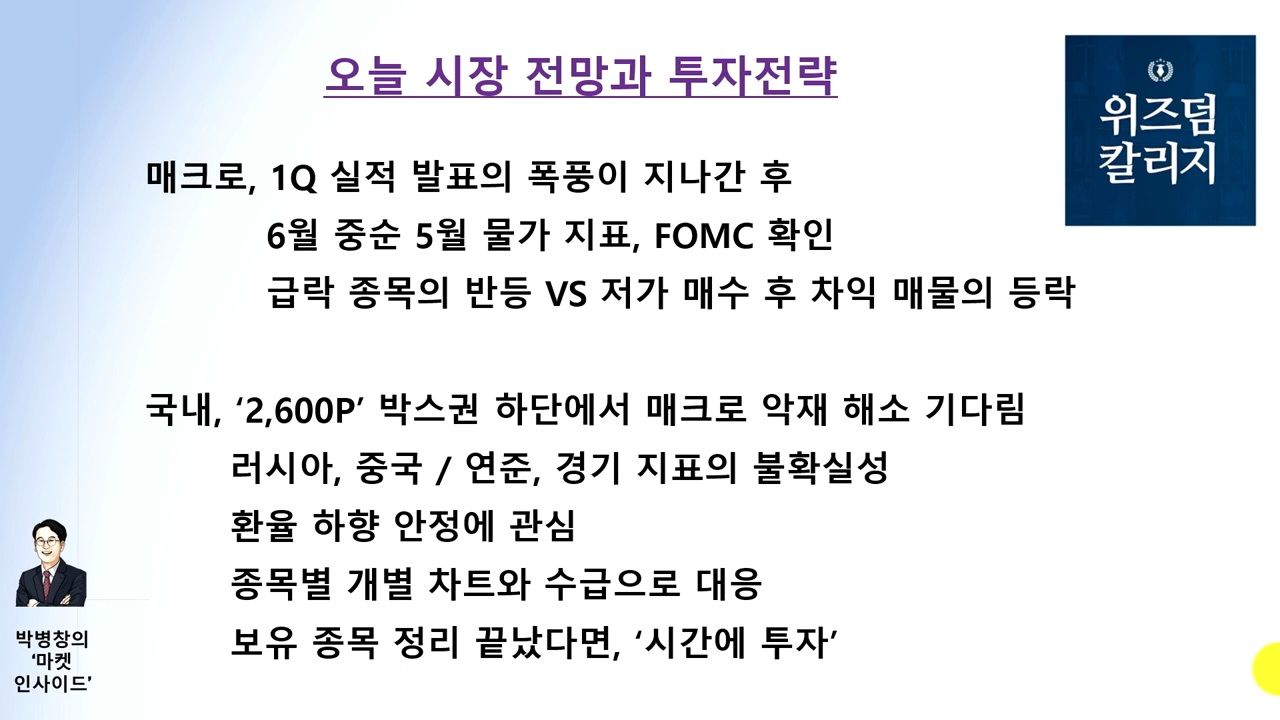 오늘 시장 전망과 투자전략
위즈덤
칼리지
매크로, 1Q 실적 발표의 폭풍이 지나간 후
6월 중순 5월 물가 지표, FOMC 확인
급락 종목의 반등 VS 저가 매수 후 차익 매물의 등락
국내, ‘2,600P’ 박스권 하단에서 매크로 악재 해소 기다림
러시아, 중국 / 연준, 경기 지표의 불확실성
환율 하향 안정에 관심
종목별 개별 차트와 수급으로 대응
보유 종목 정리 끝났다면, ‘시간에 투자’
박병창의
‘마켓
인사이드’